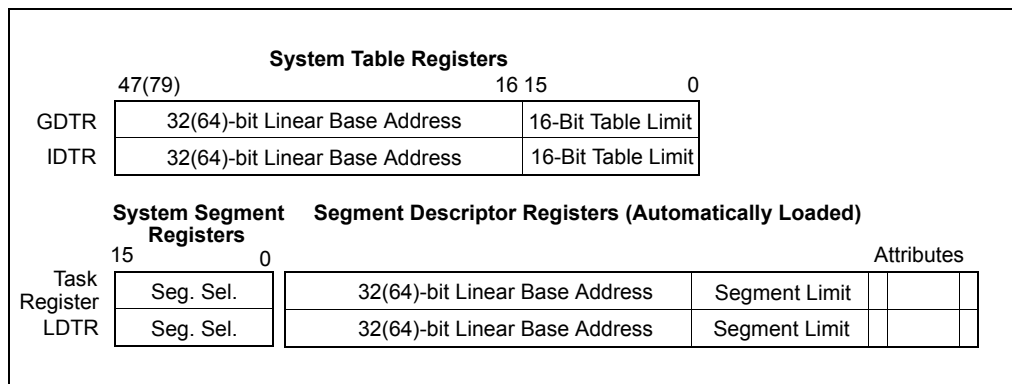 System Table Registers
47(79) 16 15 0
GDTR 32(64)-bit Linear Base Address 16-Bit Table Limit
IDTR 32(64)-bit Linear Base Address 16-Bit Table Limit
System Segment Registers Segment Descriptor Registers (Automatically Loaded)
15 0 Attributes
Task Register Seg. Sel. 32(64)-bit Linear Base Address Segment Limit
LDTR Seg. Sel. 32(64)-bit Linear Base Address Segment Limit